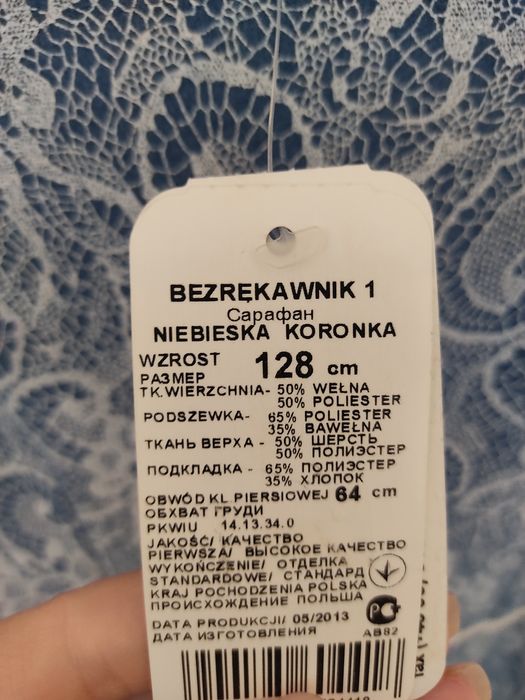 BEZRĘKAWNIK 1
Сарафан
NIEBIESKA KORONKA
WZROST 128 cm
РАЗМЕР
TK.WIERZCHNIA- 50% WEŁNA
50% POLIESTER
PODSZEWKA- 65% POLIESTER
35% BAWEŁNA
ТКАНЬ ВЕРХА - 50% ШЕРСТЬ
50% ПОЛИЭСТЕР
ПОДКЛАДКА - 65% ПОЛИЭСТЕР
35% ХЛОПОК
OBWÓD KL.PIERSIOWEJ 64 cm
ОБХВАТ ГРУДИ
PKWIU 14.13.34.0
JAKOŚĆ/ КАЧЕСТВО
PIERWSZA/ ВЫСОКОЕ КАЧЕСТВО
WYKOŃCZENIE/ ОТДЕЛКА
STANDARDOWE/ СТАНДАРД
KRAJ POCHODZENIA POLSKA
ПРОИСХОЖДЕНИЕ ПОЛЬША
DATA PRODUKCJI/ 05/2013
ДАТА ИЗГОТОВЛЕНИЯ
АВ82